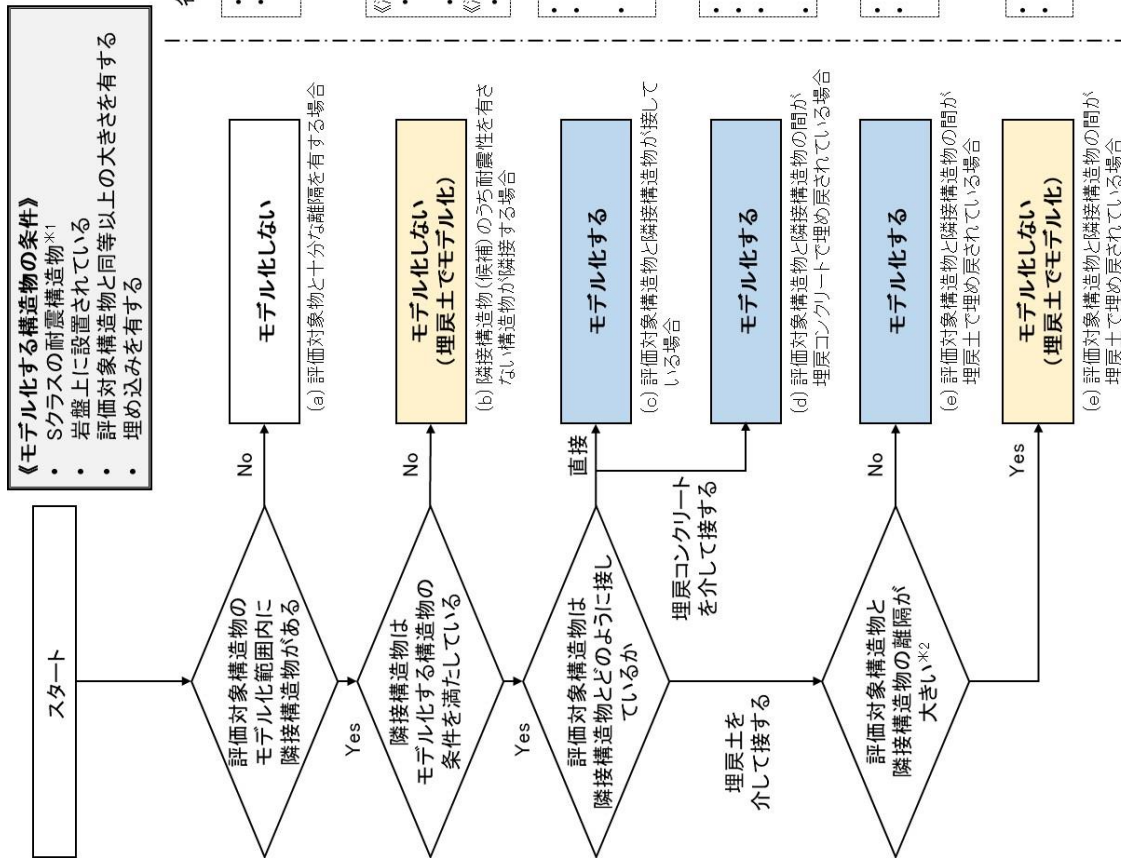 《モデル化する構造物の条件》
・ Sクラスの耐震構造物※1
・ 岩盤上に設置されている
・ 評価対象構造物と同等以上の大きさを有する
・ 埋め込みを有する
スタート
評価対象構造物の
モデル化範囲内に
隣接構造物がある
No
モデル化しない
(a) 評価対象物と十分な離隔を有する場合
Yes
隣接構造物は
モデル化する構造物の
条件を満たしている
No
モデル化しない
(埋戻土でモデル化)
(b) 隣接構造物(候補)のうち耐震性を有さ
ない構造物が隣接する場合
Yes
評価対象構造物は
隣接構造物とどのように接し
ているか
直接
モデル化する
(c) 評価対象構造物と隣接構造物が接して
いる場合
埋戻コンクリート
を介して接する
モデル化する
(d) 評価対象構造物と隣接構造物の間が
埋戻コンクリートで埋め戻されている場合
埋戻土を
介して接する
評価対象構造物と
隣接構造物の離隔が
大きい※2
No
モデル化する
(e) 評価対象構造物と隣接構造物の間が
埋戻土で埋め戻されている場合
Yes
モデル化しない
(埋戻土でモデル化)
(e) 評価対象構造物と隣接構造物の間が
埋戻土で埋め戻されている場合